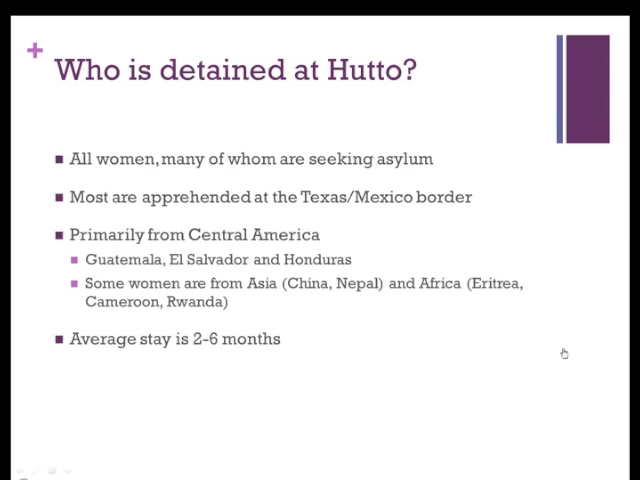 +
Who is detained at Hutto?
All women, many of whom are seeking asylum
Most are apprehended at the Texas/Mexico border
Primarily from Central America
Guatemala, El Salvador and Honduras
Some women are from Asia (China, Nepal) and Africa (Eritrea,
Cameroon, Rwanda)
Average stay is 2-6 months